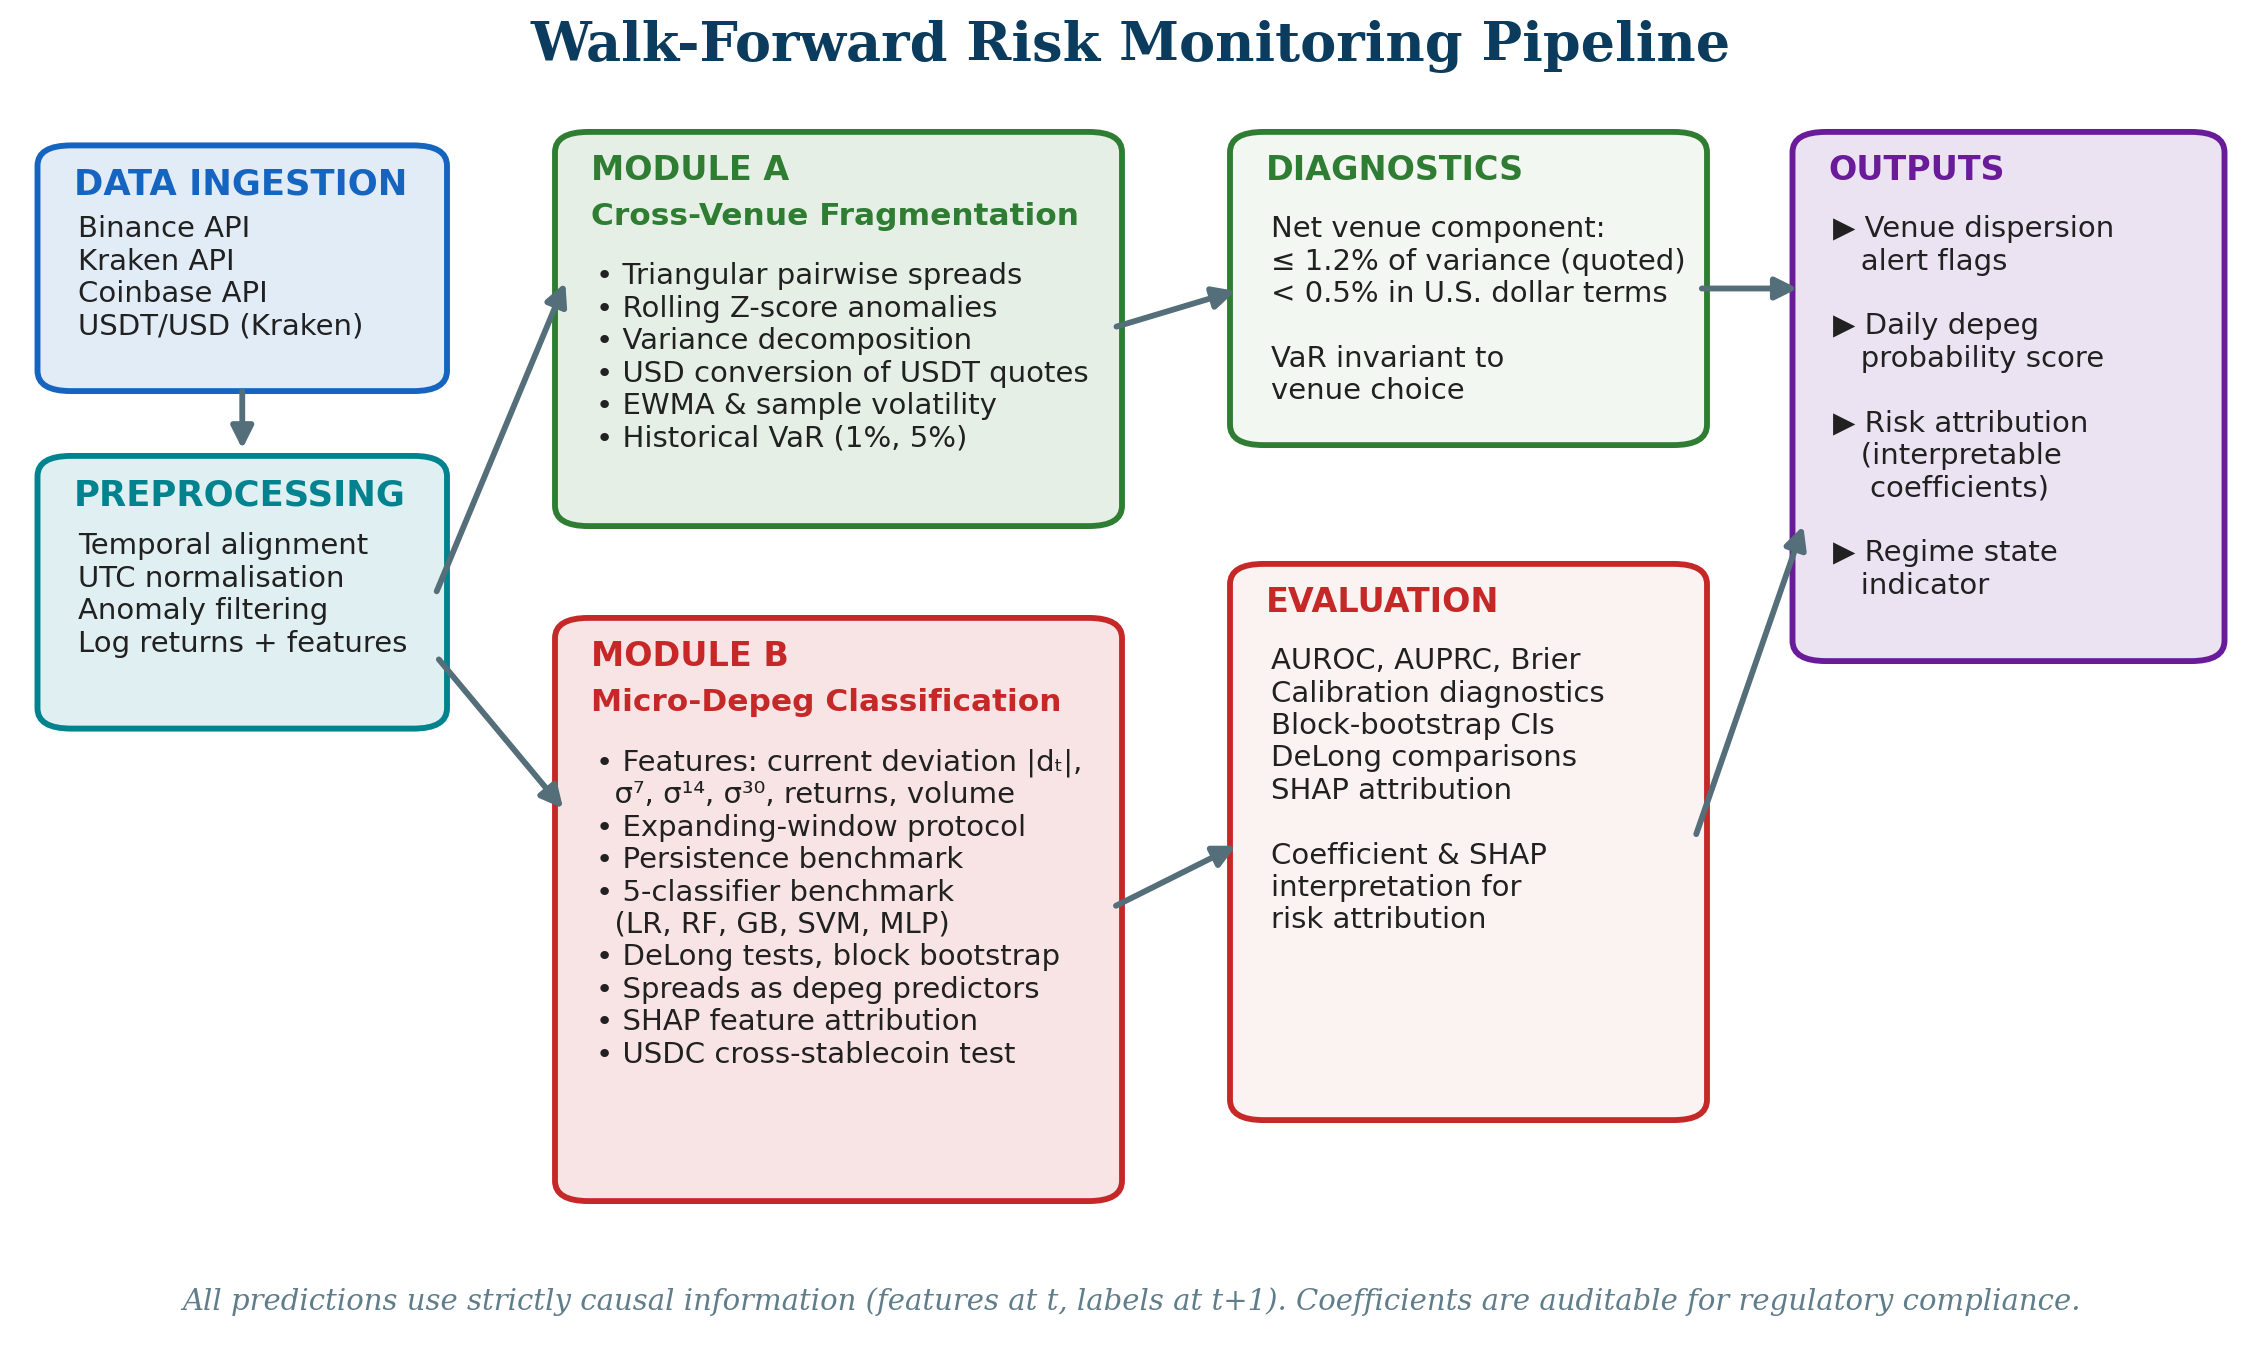 Walk-Forward Risk Monitoring Pipeline
DATA INGESTION
Binance API
Kraken API
Coinbase API
USDT/USD (Kraken)
PREPROCESSING
Temporal alignment
UTC normalisation
Anomaly filtering
Log returns + features
MODULE A
Cross-Venue Fragmentation
• Triangular pairwise spreads
• Rolling Z-score anomalies
• Variance decomposition
• USD conversion of USDT quotes
• EWMA & sample volatility
• Historical VaR (1%, 5%)
MODULE B
Micro-Depeg Classification
• Features: current deviation |dₜ|,
σ⁷, σ¹⁴, σ³⁰, returns, volume
• Expanding-window protocol
• Persistence benchmark
• 5-classifier benchmark
(LR, RF, GB, SVM, MLP)
• DeLong tests, block bootstrap
• Spreads as depeg predictors
• SHAP feature attribution
• USDC cross-stablecoin test
DIAGNOSTICS
Net venue component:
≤ 1.2% of variance (quoted)
< 0.5% in U.S. dollar terms
VaR invariant to
venue choice
EVALUATION
AUROC, AUPRC, Brier
Calibration diagnostics
Block-bootstrap CIs
DeLong comparisons
SHAP attribution
Coefficient & SHAP
interpretation for
risk attribution
OUTPUTS
▶ Venue dispersion
alert flags
▶ Daily depeg
probability score
▶ Risk attribution
(interpretable
coefficients)
▶ Regime state
indicator
All predictions use strictly causal information (features at t, labels at t+1). Coefficients are auditable for regulatory compliance.